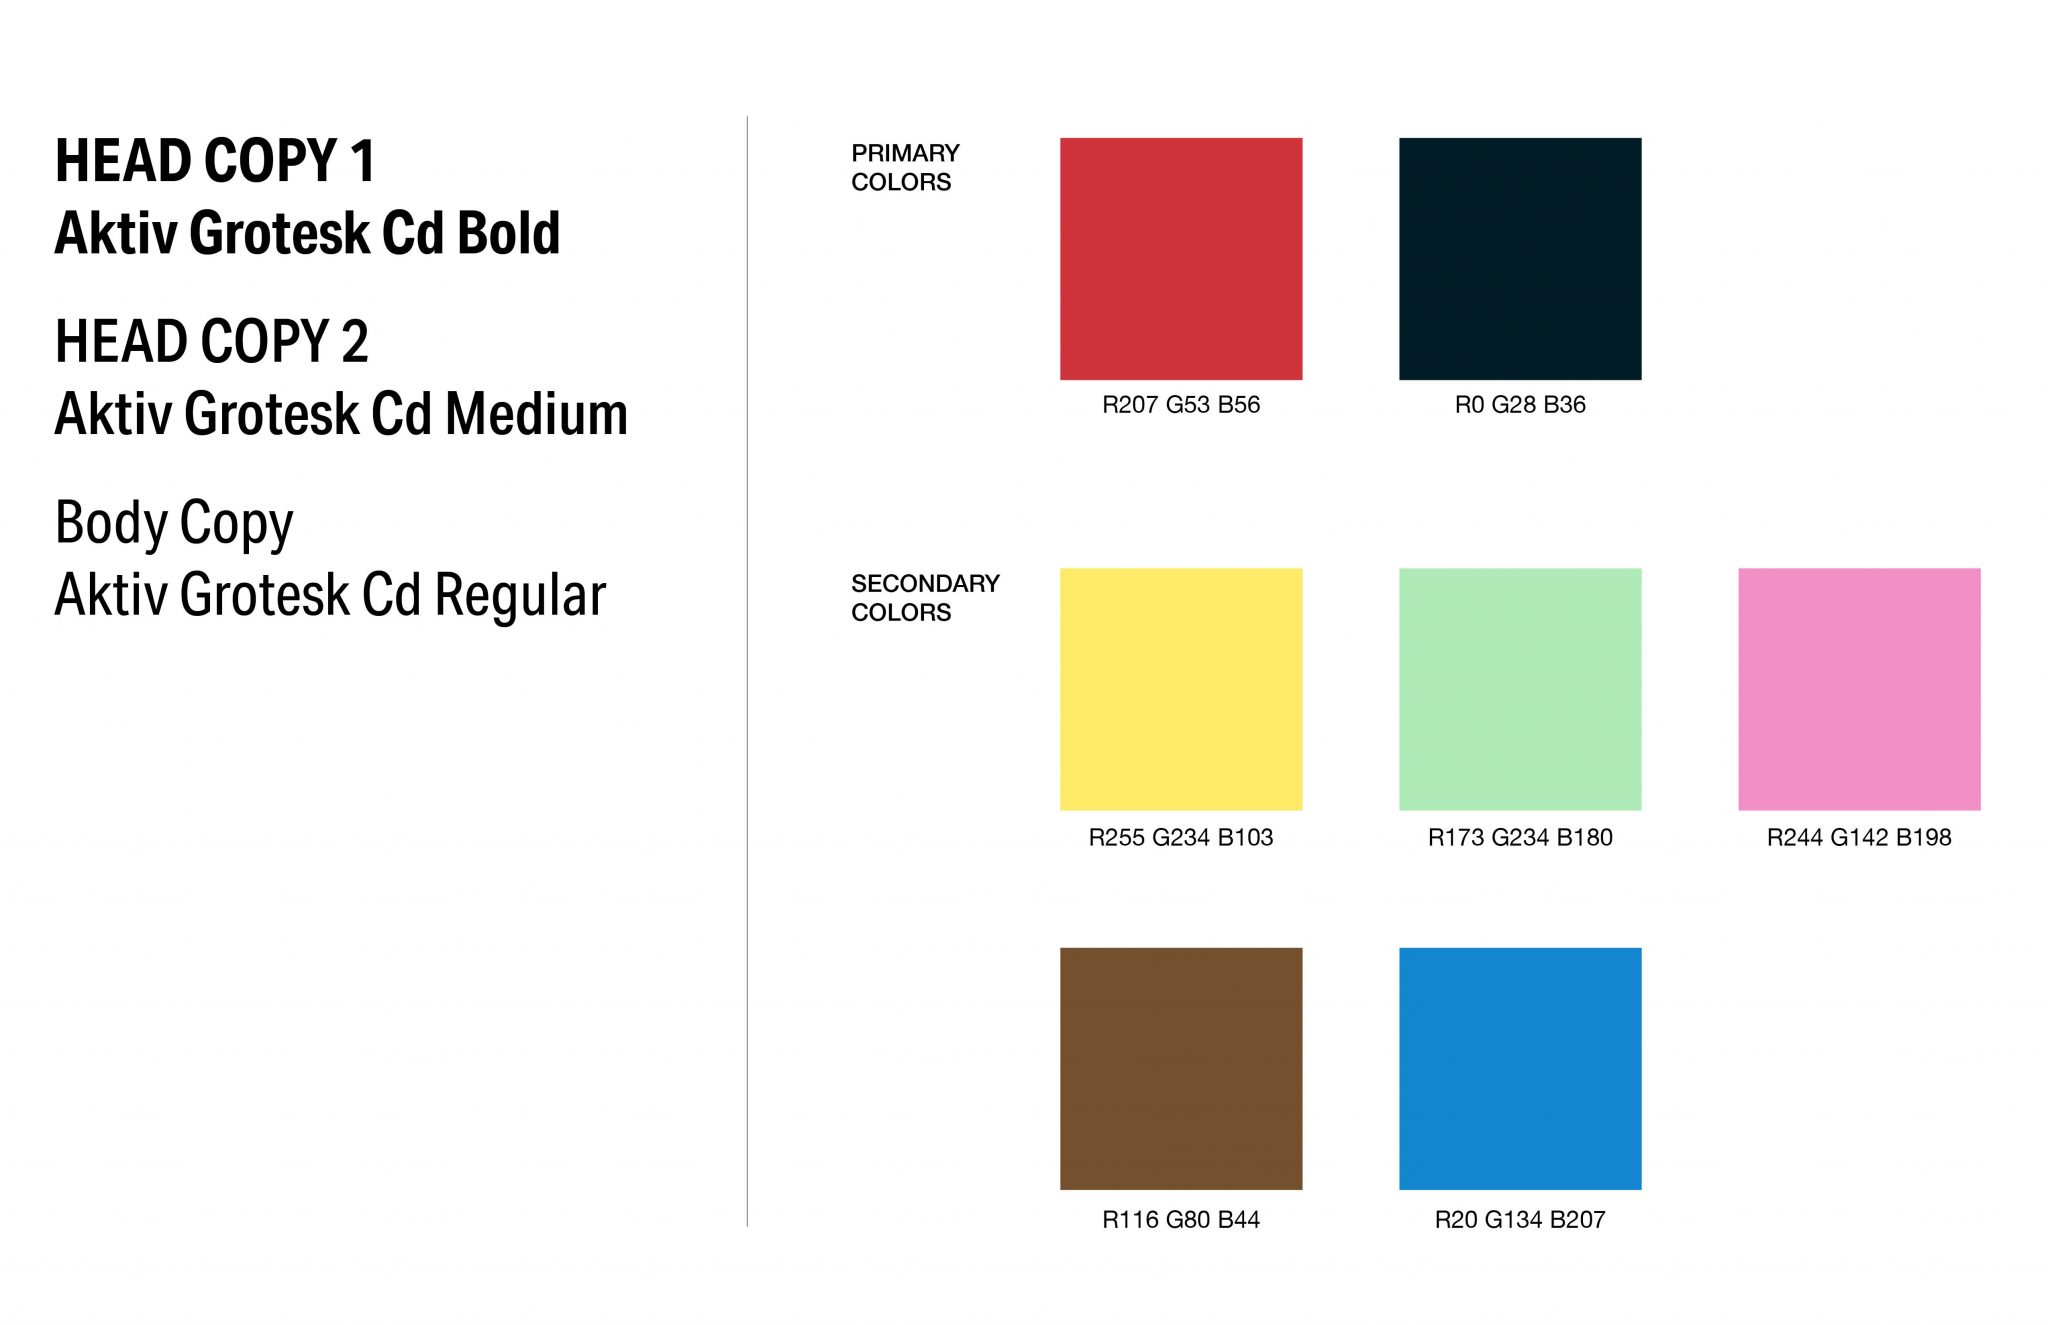 HEAD COPY 1
Aktiv Grotesk Cd Bold
HEAD COPY 2
Aktiv Grotesk Cd Medium
Body Copy
Aktiv Grotesk Cd Regular
PRIMARY
COLORS
R207 G53 B56
R0 G28 B36
SECONDARY
COLORS
R255 G234 B103
R173 G234 B180
R244 G142 B198
R116 G80 B44
R20 G134 B207